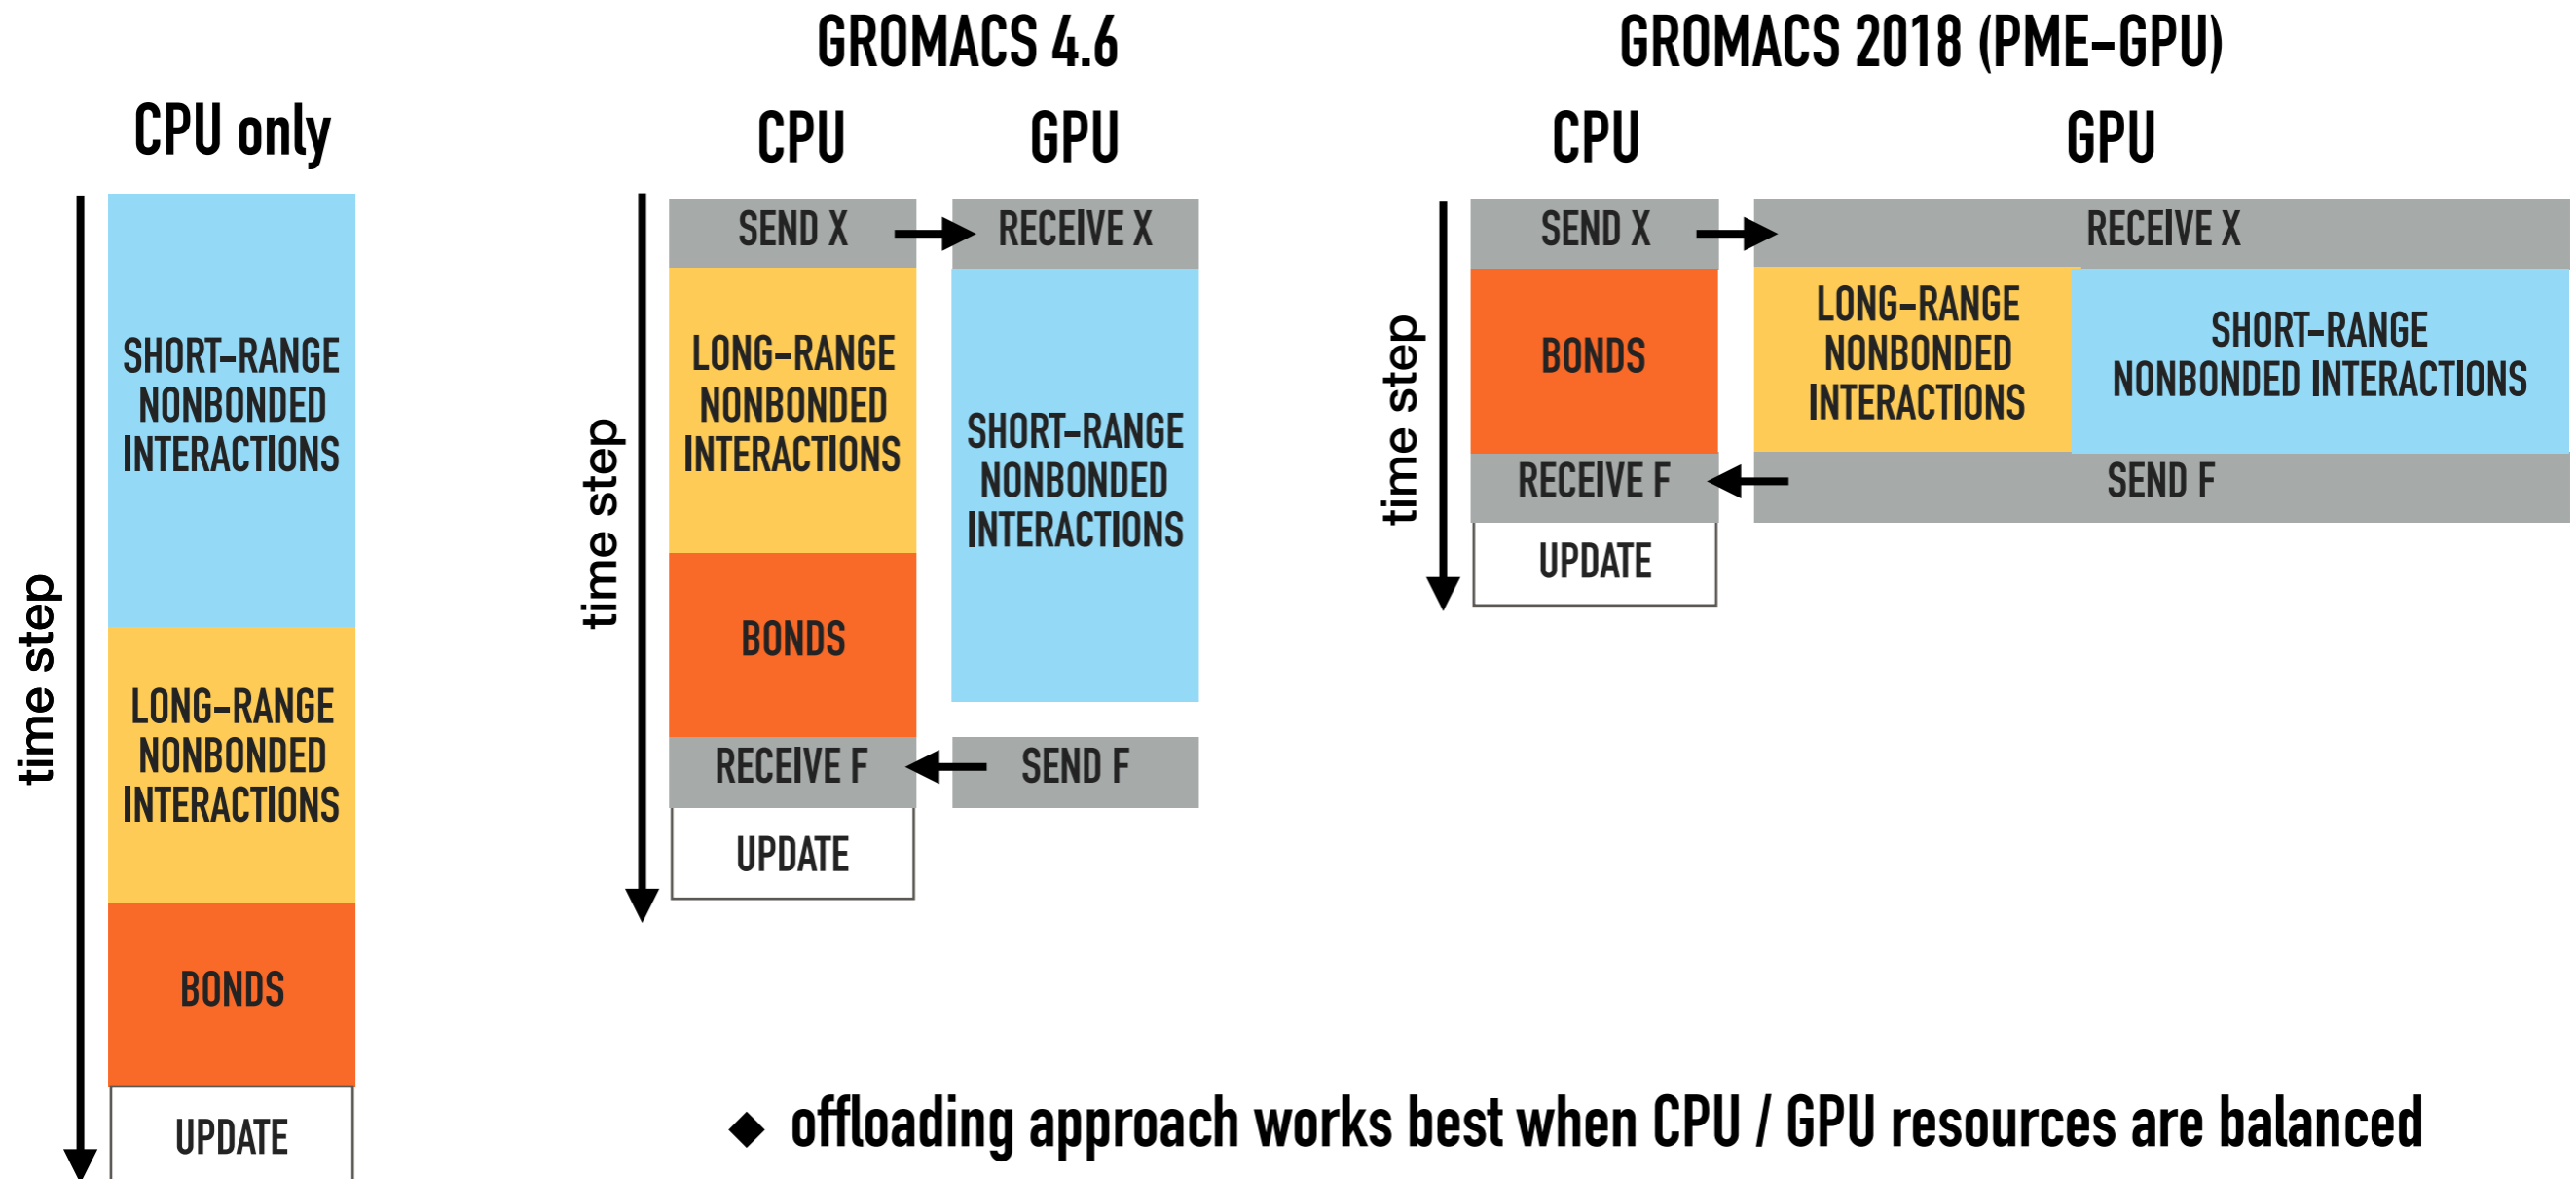 CPU only
time step
SHORT-RANGE
NONBONDED
INTERACTIONS
LONG-RANGE
NONBONDED
INTERACTIONS
BONDS
UPDATE
GROMACS 4.6
CPU
GPU
time step
SEND X
RECEIVE X
LONG-RANGE
NONBONDED
INTERACTIONS
SHORT-RANGE
NONBONDED
INTERACTIONS
BONDS
RECEIVE F
SEND F
UPDATE
GROMACS 2018 (PME-GPU)
CPU
GPU
time step
SEND X
RECEIVE X
BONDS
LONG-RANGE
NONBONDED
INTERACTIONS
SHORT-RANGE
NONBONDED INTERACTIONS
RECEIVE F
SEND F
UPDATE
◆ offloading approach works best when CPU / GPU resources are balanced